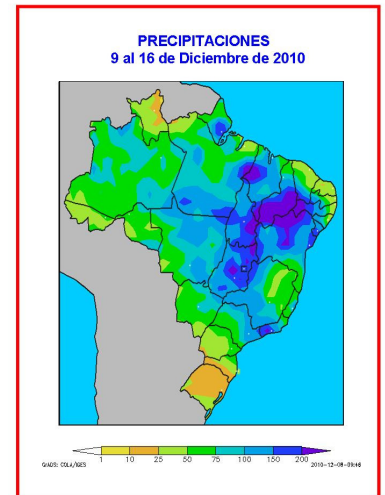 PRECIPITACIONES
9 al 16 de Diciembre de 2010
1 10 25 50 75 100 150 200
GrADS: COLA/IGES
2010-12-08-09:46